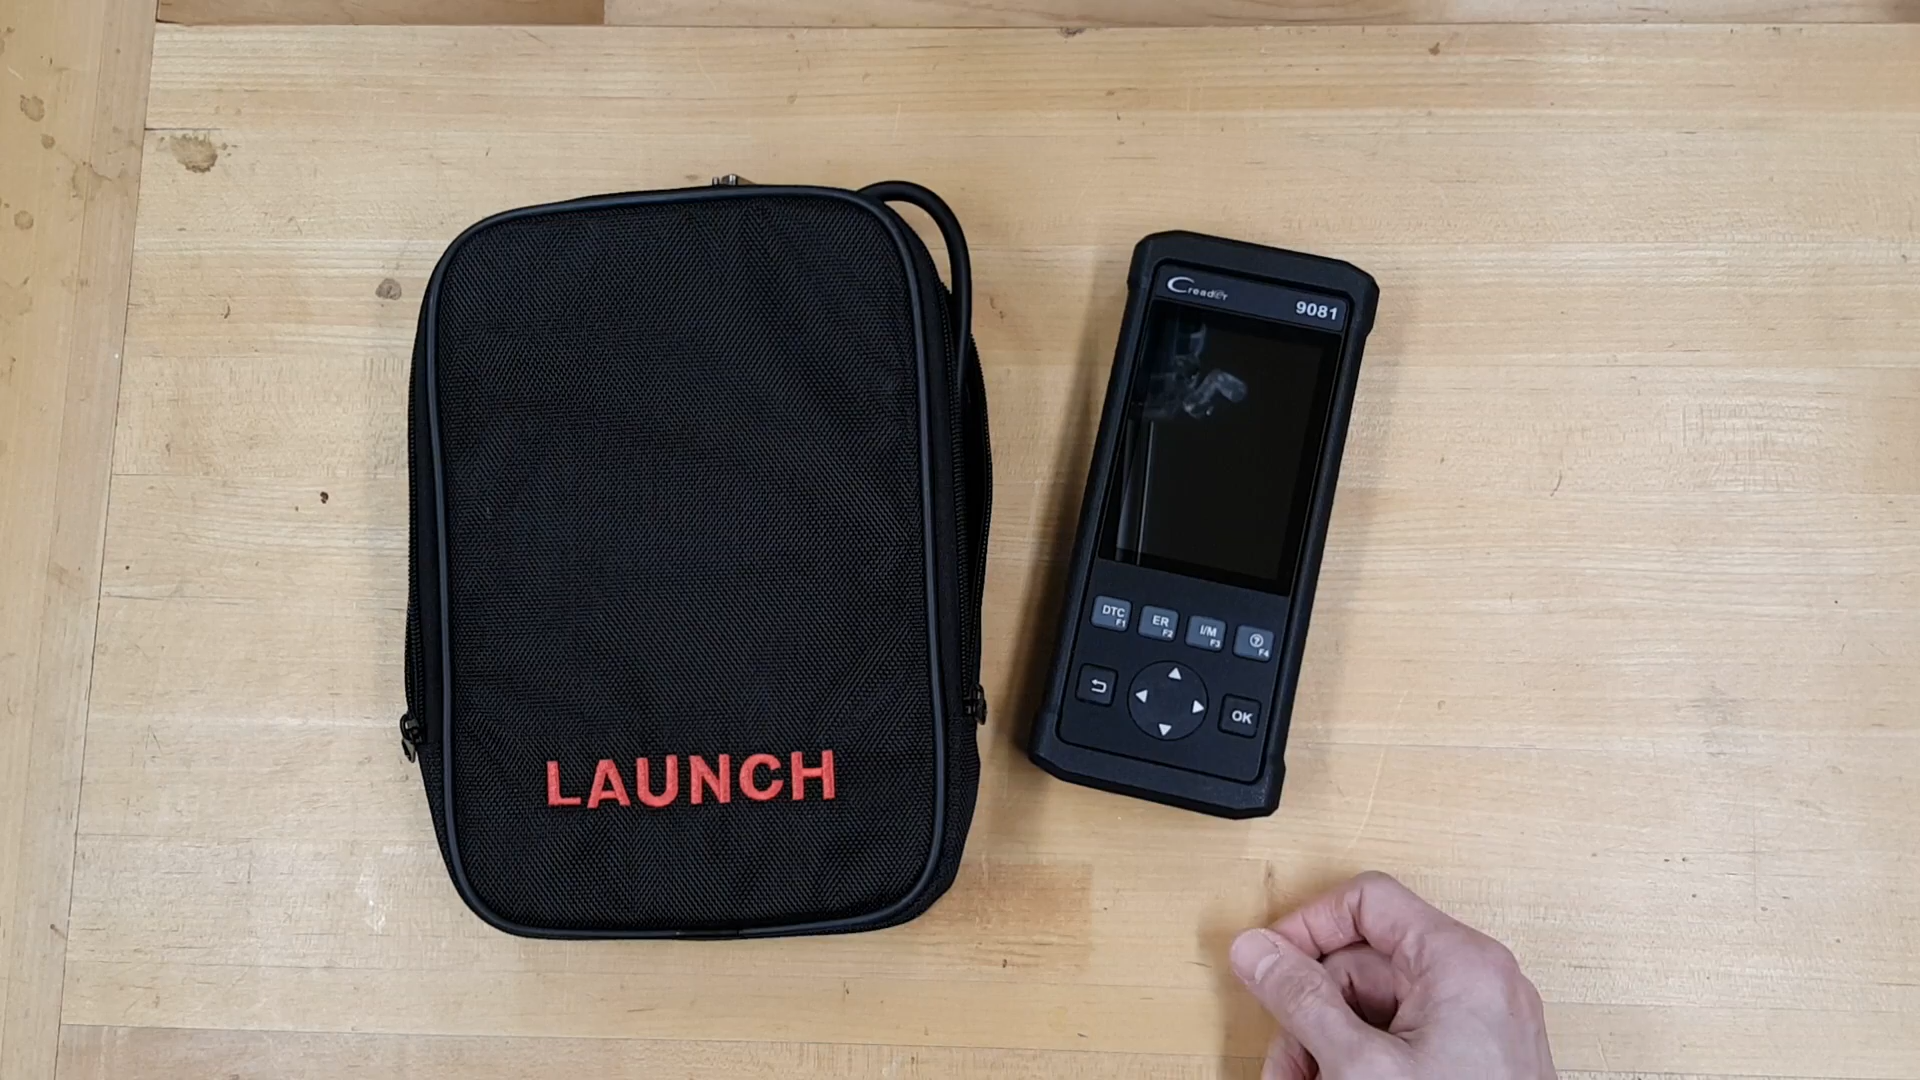 LAUNCH
Creader
9081
DTC F1
ER F2
I/M F3
? F4
OK